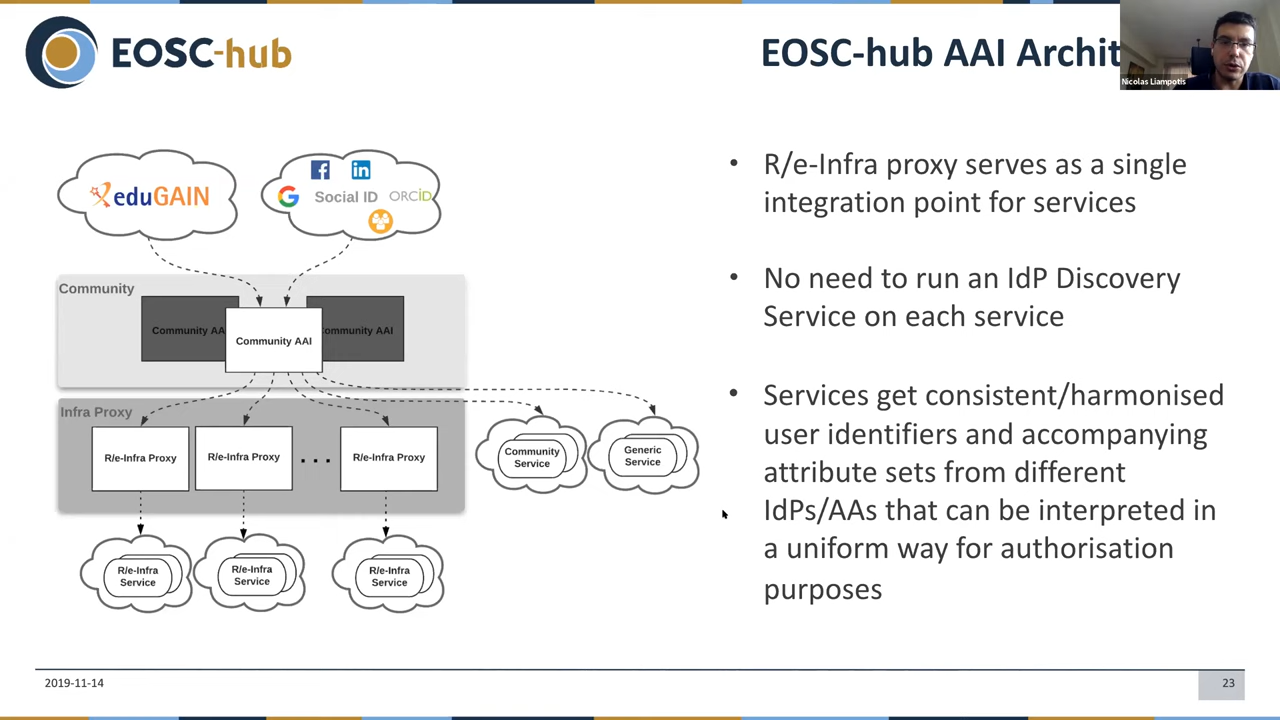 EOSC-hub
EOSC-hub AAI Archit
Nicolas Liampotis
eduGAIN
Social ID
ORCiD
Community
Community AA
Community AAI
ommunity AAI
Infra Proxy
R/e-Infra Proxy
R/e-Infra Proxy
. . .
R/e-Infra Proxy
Community
Service
Generic
Service
R/e-Infra
Service
R/e-Infra
Service
R/e-Infra
Service
• R/e-Infra proxy serves as a single
integration point for services
• No need to run an IdP Discovery
Service on each service
• Services get consistent/harmonised
user identifiers and accompanying
attribute sets from different
IdPs/AAs that can be interpreted in
a uniform way for authorisation
purposes
2019-11-14
23